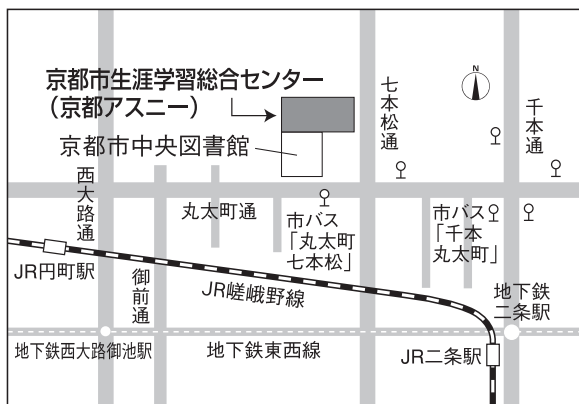 京都市生涯学習総合センター
（京都アスニー）
京都市中央図書館
七本松通
N
千本通
西大路通
丸太町通
市バス
「丸太町
七本松」
市バス
「千本
丸太町」
JR円町駅
御前通
JR嵯峨野線
地下鉄
二条駅
地下鉄西大路御池駅
地下鉄東西線
JR二条駅